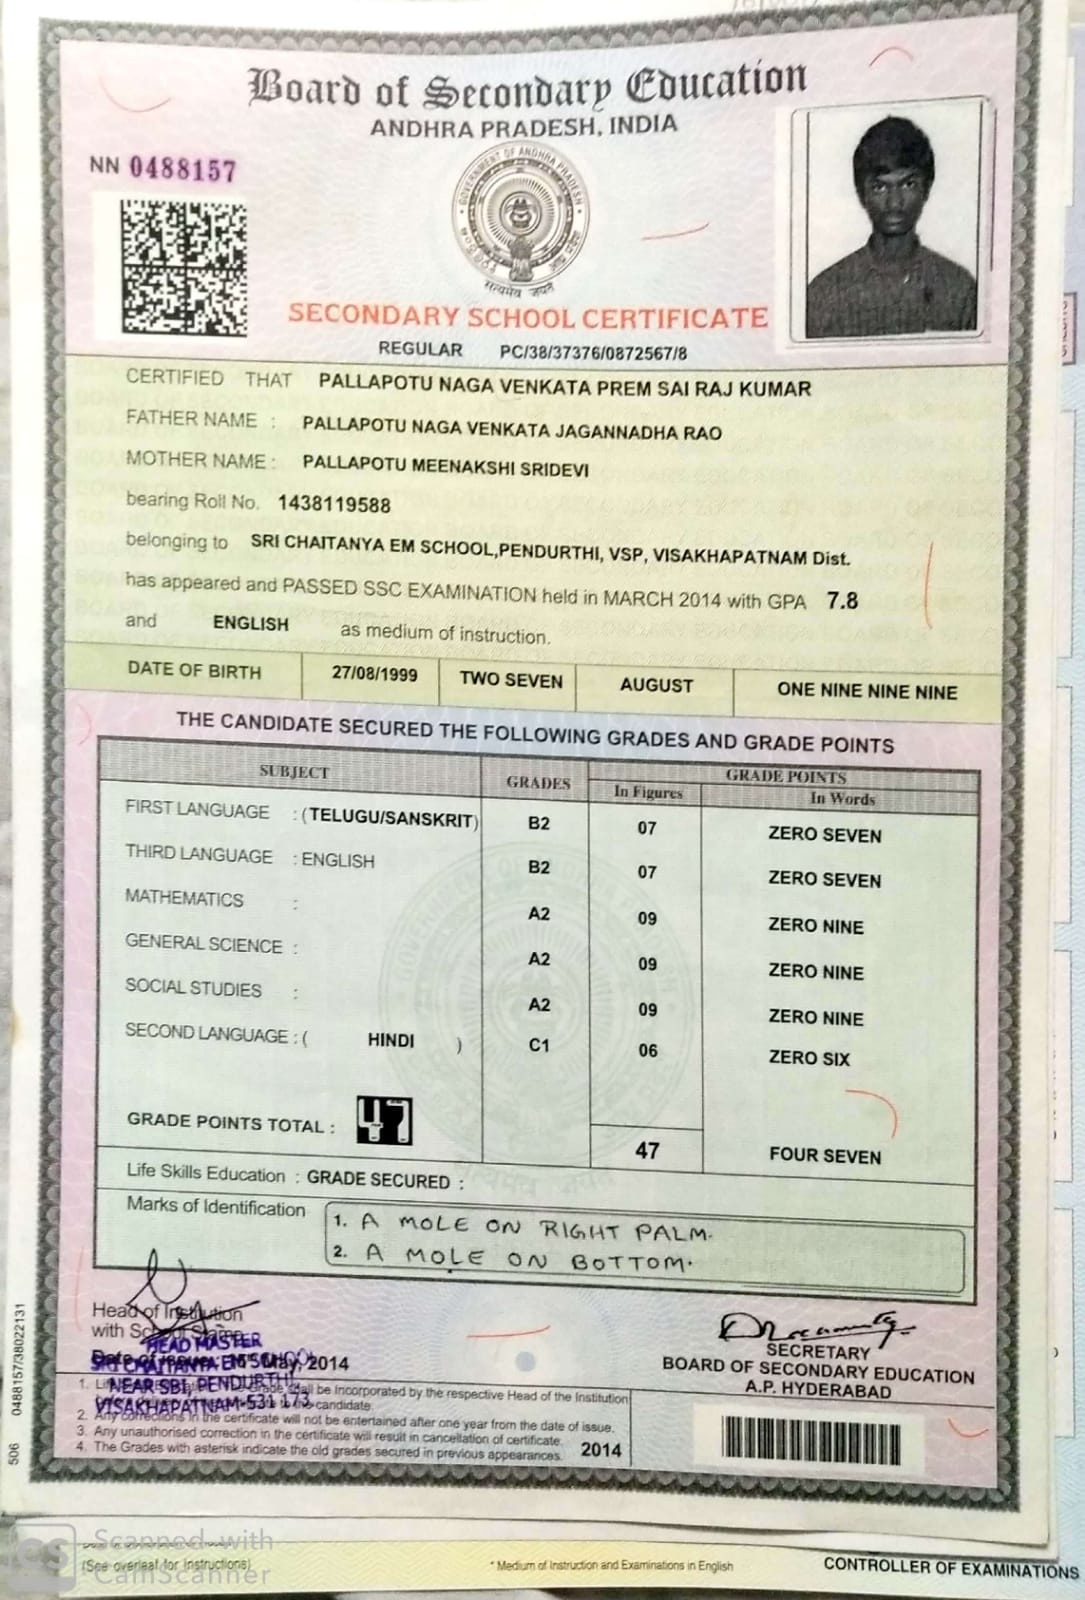 Board of Secondary Education
ANDHRA PRADESH, INDIA
NN 0488157
GOVERNMENT OF ANDHRA PRADESH
सत्यमेव जयते
SECONDARY SCHOOL CERTIFICATE
REGULAR PC/38/37376/0872567/8
CERTIFIED THAT PALLAPOTU NAGA VENKATA PREM SAI RAJ KUMAR
FATHER NAME : PALLAPOTU NAGA VENKATA JAGANNADHA RAO
MOTHER NAME : PALLAPOTU MEENAKSHI SRIDEVI
bearing Roll No. 1438119588
belonging to SRI CHAITANYA EM SCHOOL,PENDURTHI, VSP, VISAKHAPATNAM Dist.
has appeared and PASSED SSC EXAMINATION held in MARCH 2014 with GPA 7.8
and ENGLISH as medium of instruction.
DATE OF BIRTH 27/08/1999 TWO SEVEN AUGUST ONE NINE NINE NINE
THE CANDIDATE SECURED THE FOLLOWING GRADES AND GRADE POINTS
SUBJECT GRADES GRADE POINTS
In Figures In Words
FIRST LANGUAGE : (TELUGU/SANSKRIT) B2 07 ZERO SEVEN
THIRD LANGUAGE : ENGLISH B2 07 ZERO SEVEN
MATHEMATICS : A2 09 ZERO NINE
GENERAL SCIENCE : A2 09 ZERO NINE
SOCIAL STUDIES : A2 09 ZERO NINE
SECOND LANGUAGE : ( HINDI ) C1 06 ZERO SIX
GRADE POINTS TOTAL : 47 47 FOUR SEVEN
Life Skills Education : GRADE SECURED :
Marks of Identification
1. A MOLE ON RIGHT PALM.
2. A MOLE ON BOTTOM.
Head of Institution
with School Stamp
HEAD MASTER
SRI CHAITANYA EM SCHOOL
NEAR SBI, PENDURTHI
VISAKHAPATNAM-531 173
Date of issue: May, 2014
SECRETARY
BOARD OF SECONDARY EDUCATION
A.P. HYDERABAD
1. shall be incorporated by the respective Head of the Institution
candidate.
2. Any corrections in the certificate will not be entertained after one year from the date of issue.
3. Any unauthorised correction in the certificate will result in cancellation of certificate.
4. The Grades with asterisk indicate the old grades secured in previous appearances.
2014
506 0488157/38022131
Scanned with
CamScanner
(See overleaf for Instructions)
* Medium of Instruction and Examinations in English
CONTROLLER OF EXAMINATIONS